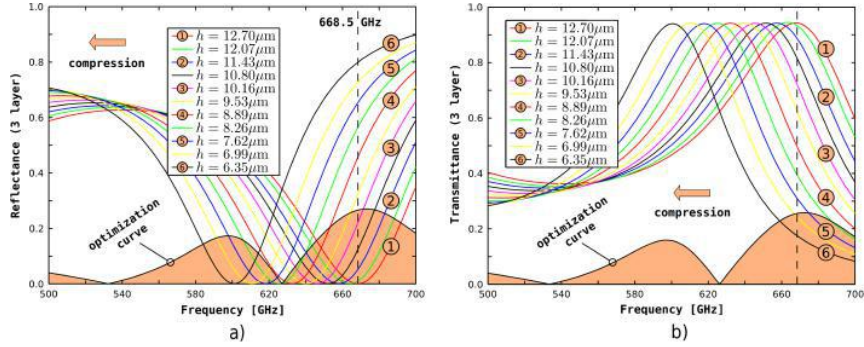 668.5 GHz
compression
① h = 12.70μm
h = 12.07μm
② h = 11.43μm
h = 10.80μm
③ h = 10.16μm
h = 9.53μm
④ h = 8.89μm
h = 8.26μm
⑤ h = 7.62μm
h = 6.99μm
⑥ h = 6.35μm
⑥
⑤
④
③
②
①
optimization
curve
Reflectance (3 layer)
1.0
0.8
0.6
0.4
0.2
0.0
500 540 580 620 660 700
Frequency [GHz]
a)
① h = 12.70μm
h = 12.07μm
② h = 11.43μm
h = 10.80μm
③ h = 10.16μm
h = 9.53μm
④ h = 8.89μm
h = 8.26μm
⑤ h = 7.62μm
h = 6.99μm
⑥ h = 6.35μm
①
②
③
④
⑤
⑥
compression
optimization
curve
Transmittance (3 layer)
1.0
0.8
0.6
0.4
0.2
0.0
500 540 580 620 660 700
Frequency [GHz]
b)